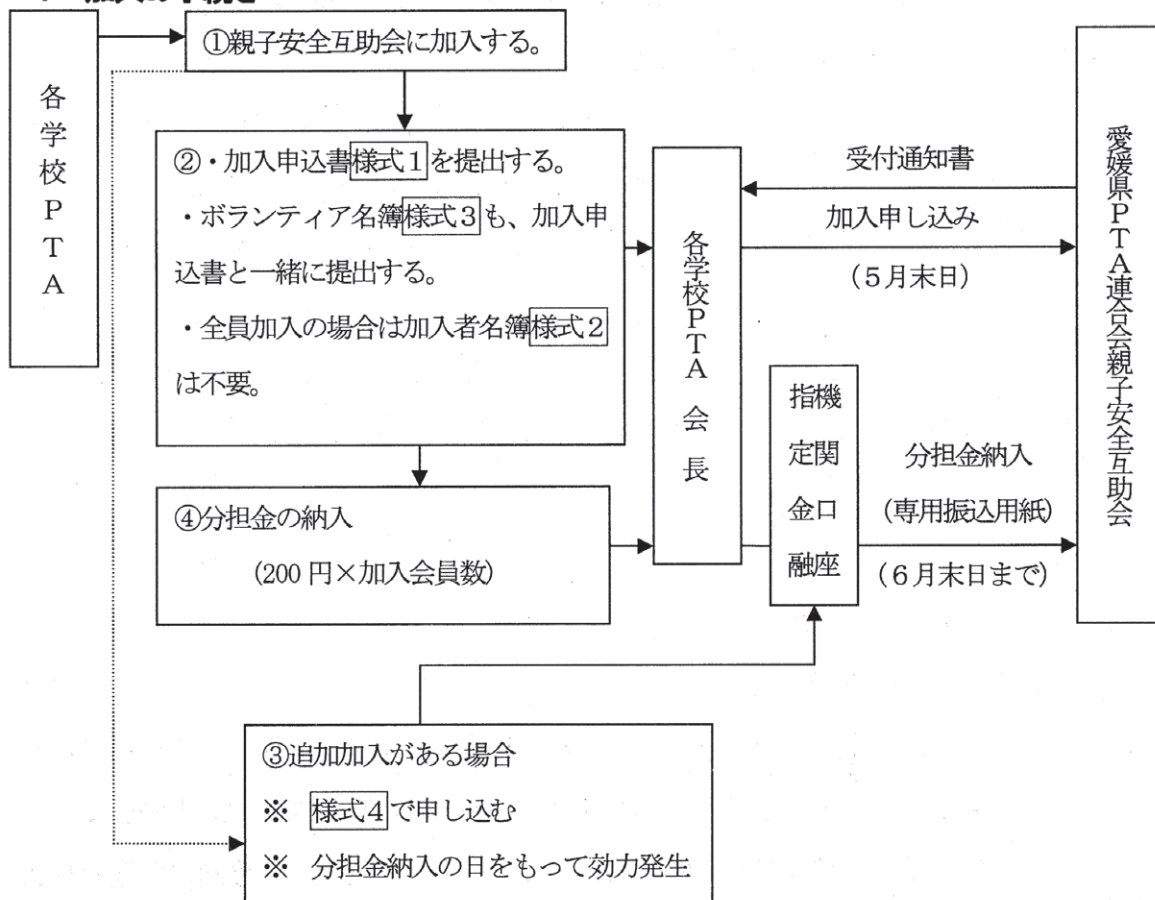 各学校PTA
①親子安全互助会に加入する。
②・加入申込書様式1を提出する。
・ボランティア名簿様式3も、加入申
込書と一緒に提出する。
・全員加入の場合は加入者名簿様式2
は不要。
④分担金の納入
(200円×加入会員数)
各学校PTA 会長
受付通知書
加入申し込み
(5月末日)
指定金融
機関口座
分担金納入
(専用振込用紙)
(6月末日まで)
愛媛県PTA連合会親子安全互助会
③追加加入がある場合
※ 様式4で申し込む
※ 分担金納入の日をもって効力発生